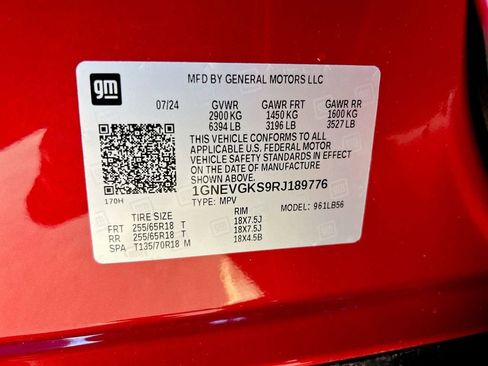 gm
MFD BY GENERAL MOTORS LLC
07/24 GVWR GAWR FRT GAWR RR
2900 KG 1450 KG 1600 KG
6394 LB 3196 LB 3527 LB
THIS VEHICLE CONFORMS TO ALL
APPLICABLE U.S. FEDERAL MOTOR
VEHICLE SAFETY STANDARDS IN EFFECT
ON THE DATE OF MANUFACTURE
SHOWN ABOVE.
1GNEVGKS9RJ189776
170H TYPE: MPV MODEL: 961LB56
TIRE SIZE RIM
FRT 255/65R18 T 18X7.5J
RR 255/65R18 T 18X7.5J
SPA T135/70R18 M 18X4.5B